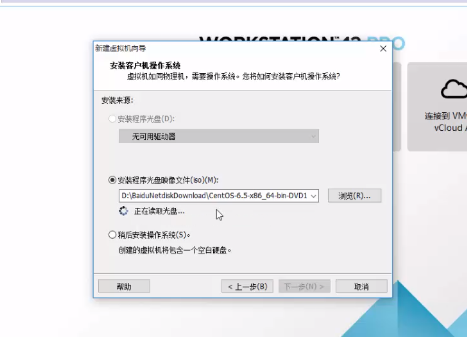 WORKSTATION 12 PRO
新建虚拟机向导
安装客户机操作系统
虚拟机如同物理机，需要操作系统。您将如何安装客户机操作系统?
安装来源:
安装程序光盘(D):
无可用驱动器
安装程序光盘映像文件(iso)(M):
D:\BaiduNetdiskDownload\CentOS-6.5-x86_64-bin-DVD1
浏览(R)...
正在读取光盘...
稍后安装操作系统(S)。
创建的虚拟机将包含一个空白硬盘。
帮助
< 上一步(B)
下一步(N) >
取消
连接到 VM
vCloud A